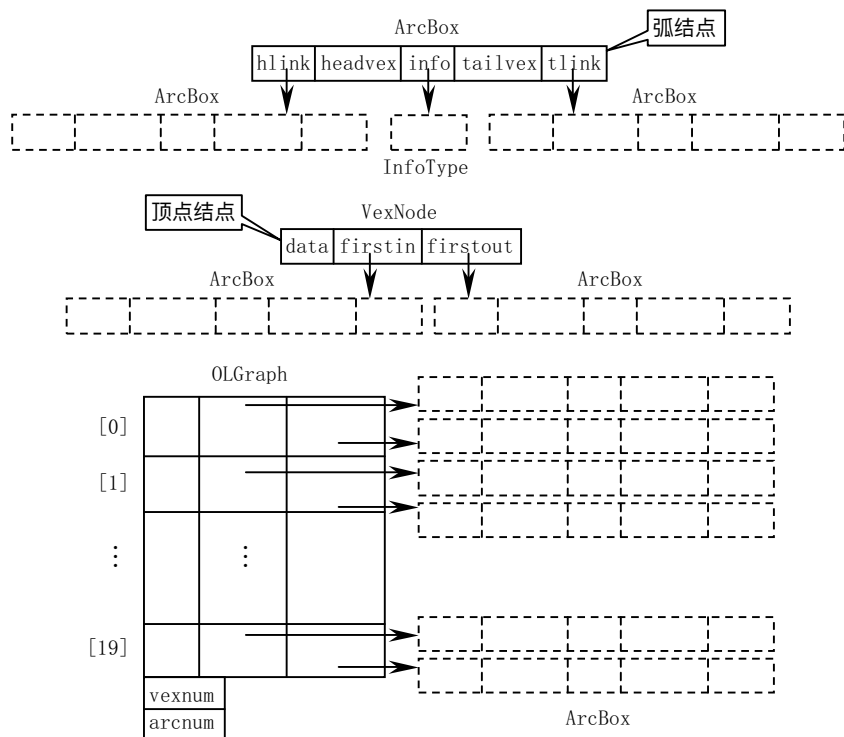 ArcBox
弧结点
hlink headvex info tailvex tlink
ArcBox
ArcBox
InfoType
顶点结点
VexNode
data firstin firstout
ArcBox
ArcBox
OLGraph
[0]
[1]
⋮ ⋮
[19]
vexnum
arcnum
ArcBox